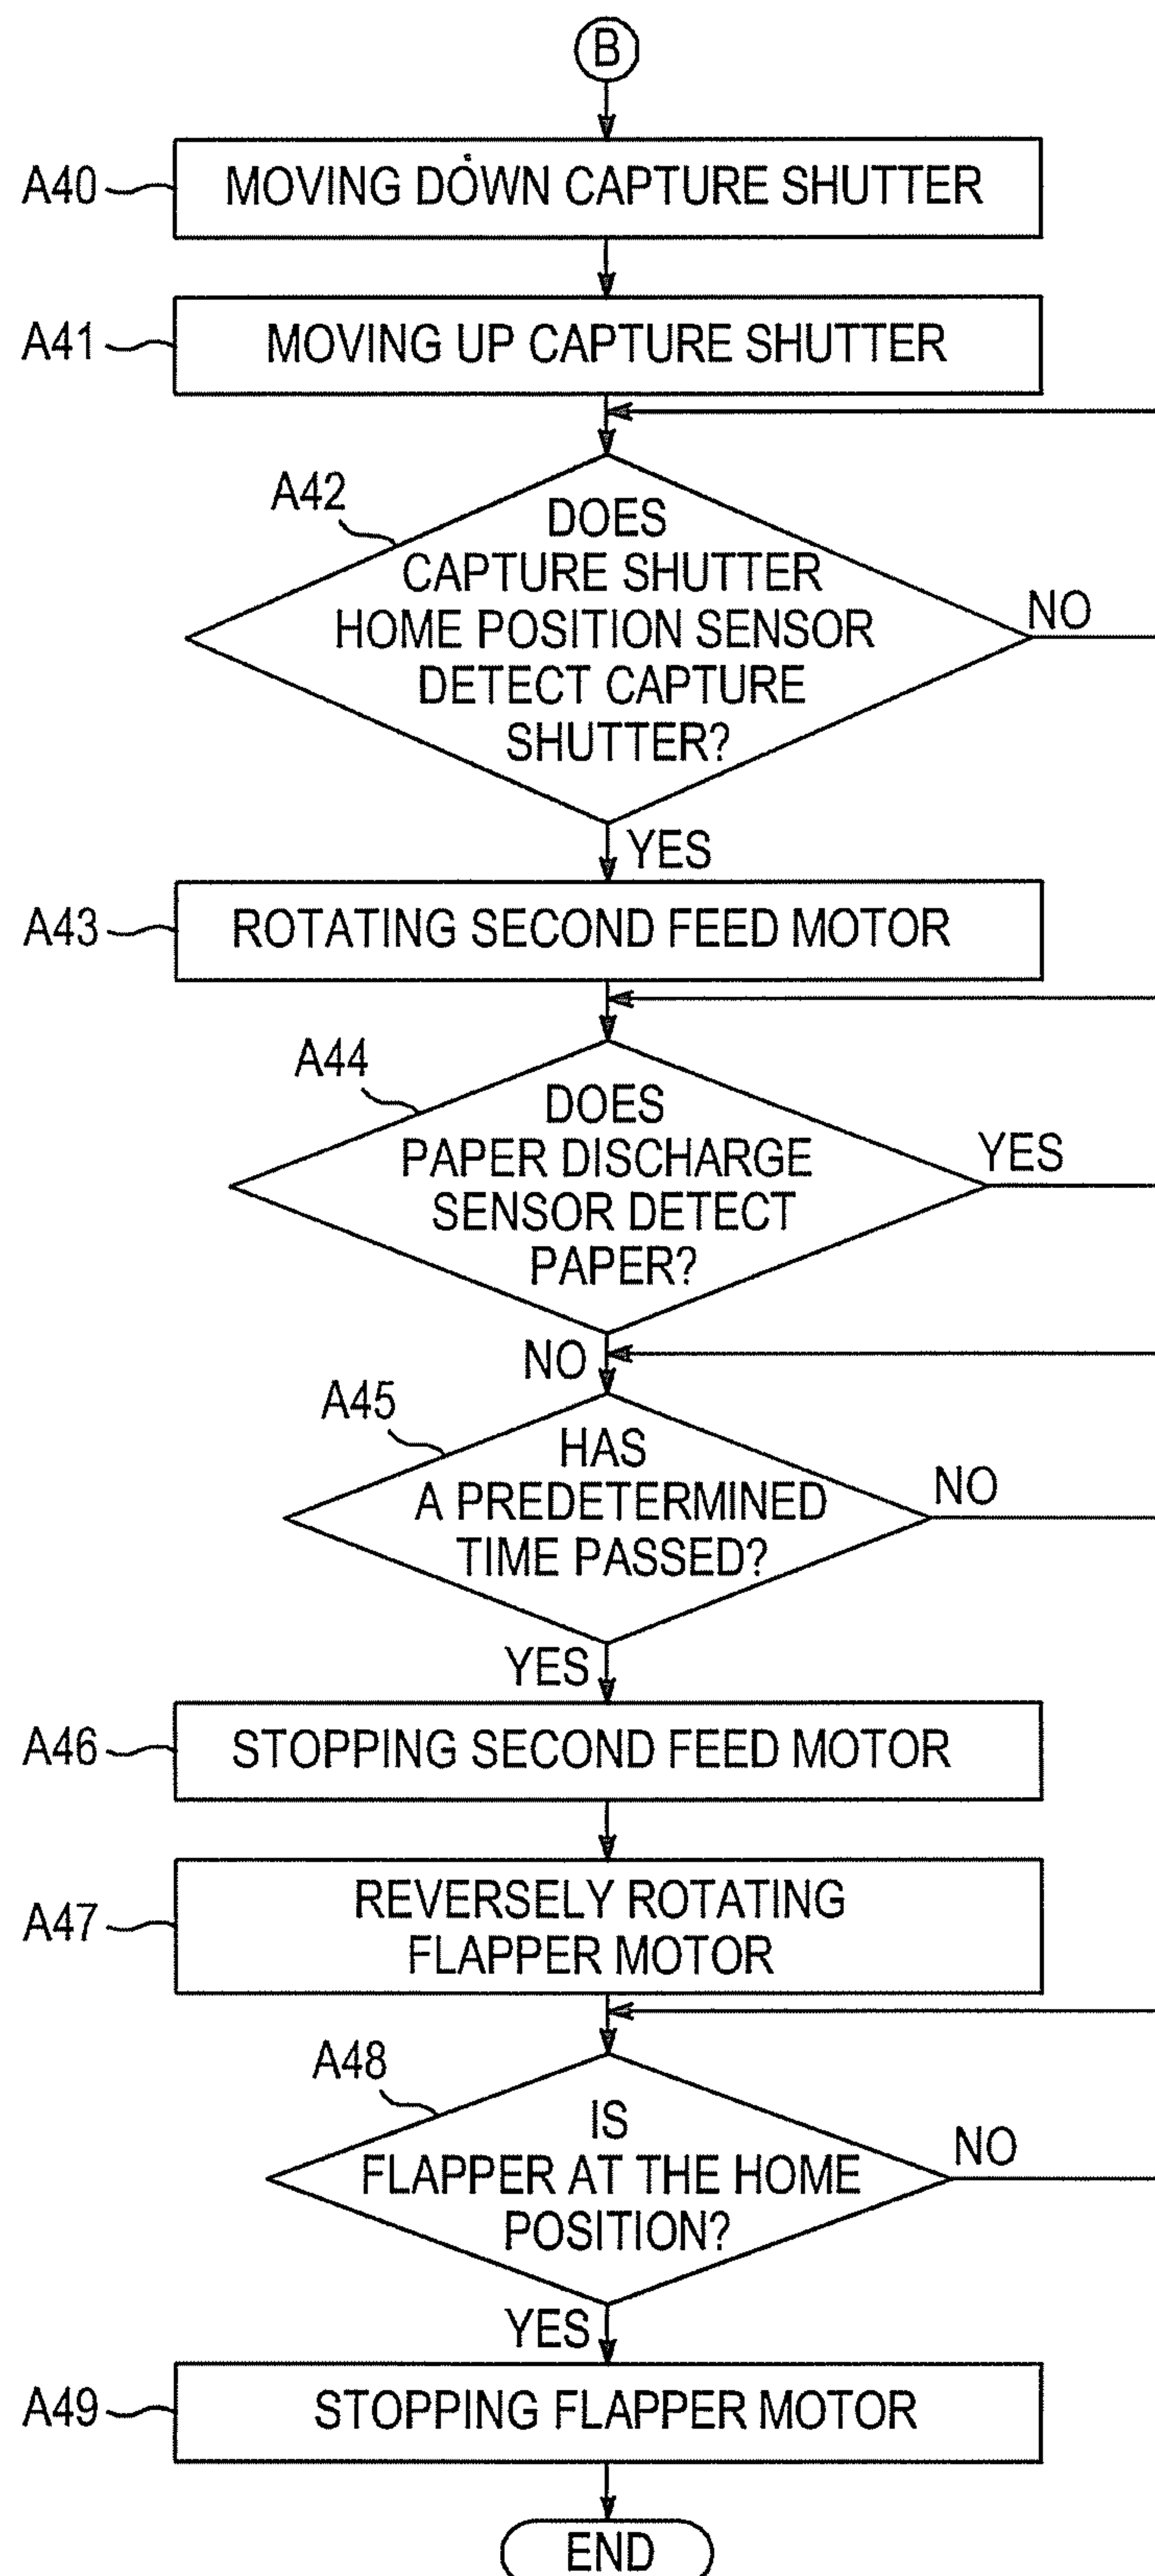 B
A40
MOVING DOWN CAPTURE SHUTTER
A41
MOVING UP CAPTURE SHUTTER
A42
DOES
CAPTURE SHUTTER
HOME POSITION SENSOR
DETECT CAPTURE
SHUTTER?
NO
YES
A43
ROTATING SECOND FEED MOTOR
A44
DOES
PAPER DISCHARGE
SENSOR DETECT
PAPER?
YES
NO
A45
HAS
A PREDETERMINED
TIME PASSED?
NO
YES
A46
STOPPING SECOND FEED MOTOR
A47
REVERSELY ROTATING
FLAPPER MOTOR
A48
IS
FLAPPER AT THE HOME
POSITION?
NO
YES
A49
STOPPING FLAPPER MOTOR
END